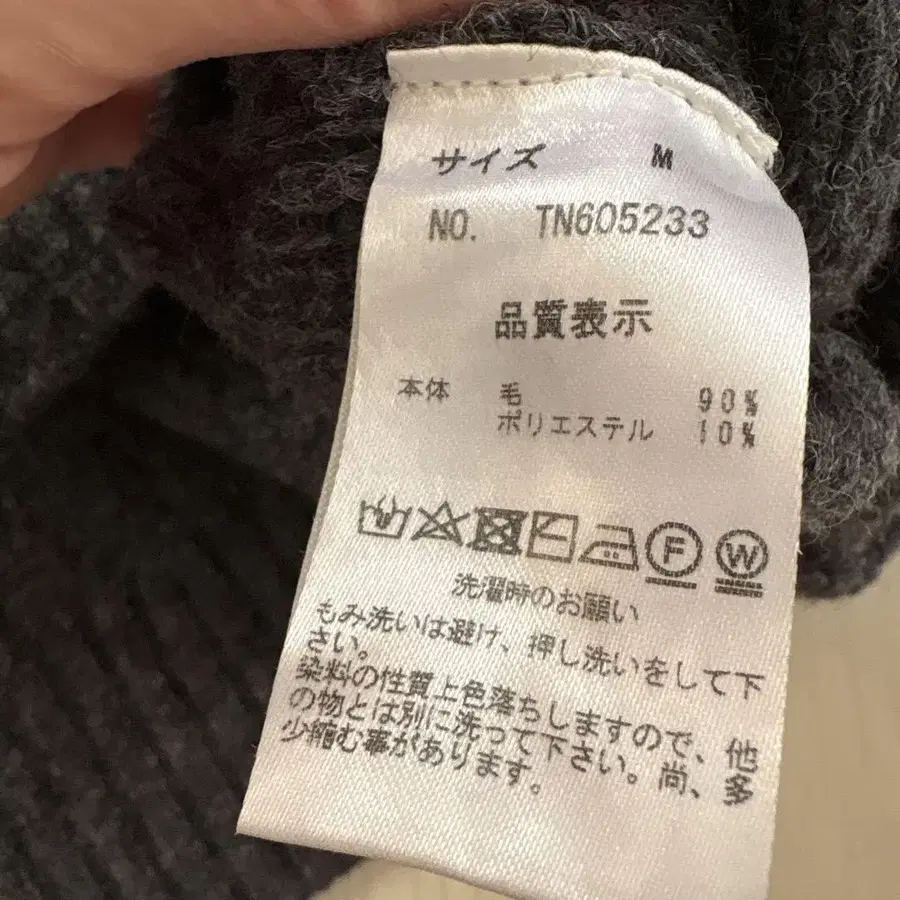 サイズ M
NO. TN605233
品質表示
本体 毛 90%
ポリエステル 10%
F W
洗濯時のお願い
もみ洗いは避け、押し洗いをして下
さい。
染料の性質上色落ちしますので、他
の物とは別に洗って下さい。尚、多
少縮む事があります。